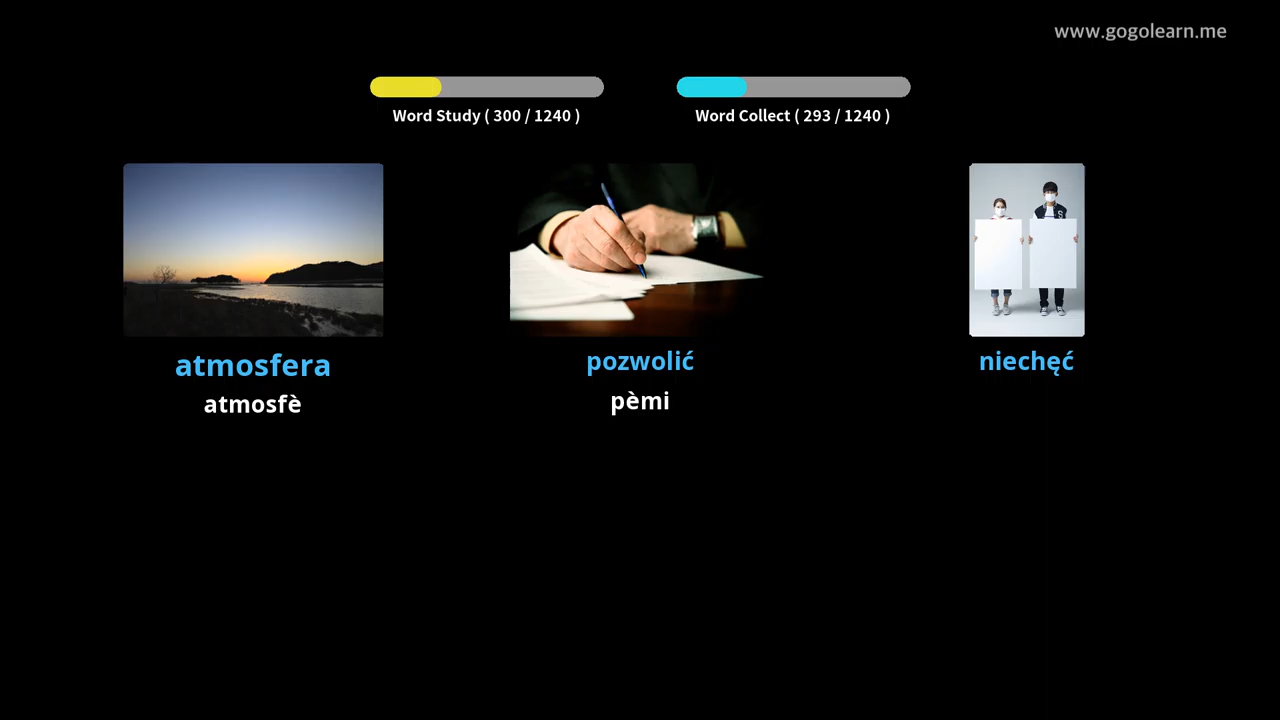 www.gogolearn.me
Word Study ( 300 / 1240 )
Word Collect ( 293 / 1240 )
atmosfera
atmosfè
pozwolić
pèmi
niechęć